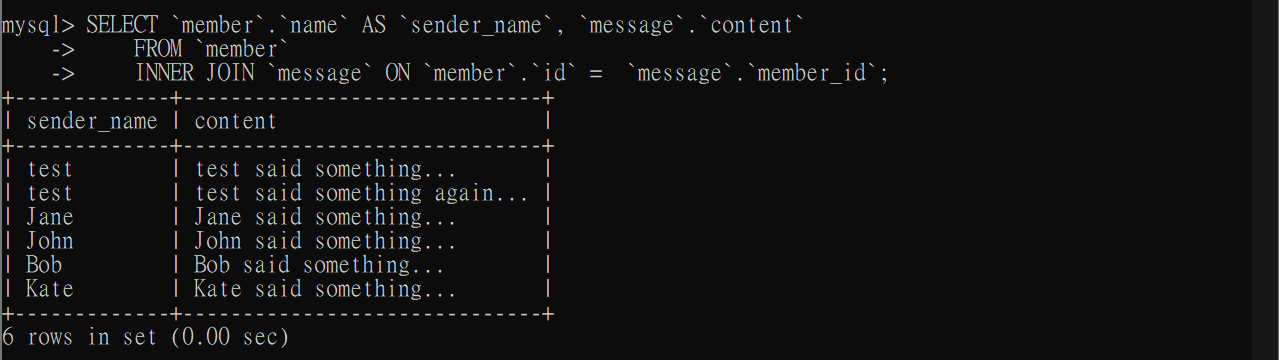 mysql> SELECT `member`.`name` AS `sender_name`, `message`.`content`
    ->     FROM `member`
    ->     INNER JOIN `message` ON `member`.`id` =  `message`.`member_id`;
+-------------+------------------------------+
| sender_name | content                      |
+-------------+------------------------------+
| test        | test said something...       |
| test        | test said something again... |
| Jane        | Jane said something...       |
| John        | John said something...       |
| Bob         | Bob said something...        |
| Kate        | Kate said something...       |
+-------------+------------------------------+
6 rows in set (0.00 sec)